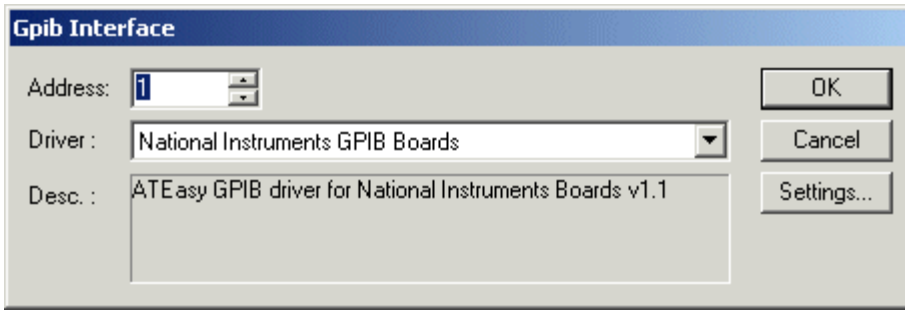 Gpib Interface
Address: 1 OK
Driver : National Instruments GPIB Boards Cancel
Desc. : ATEasy GPIB driver for National Instruments Boards v1.1 Settings...